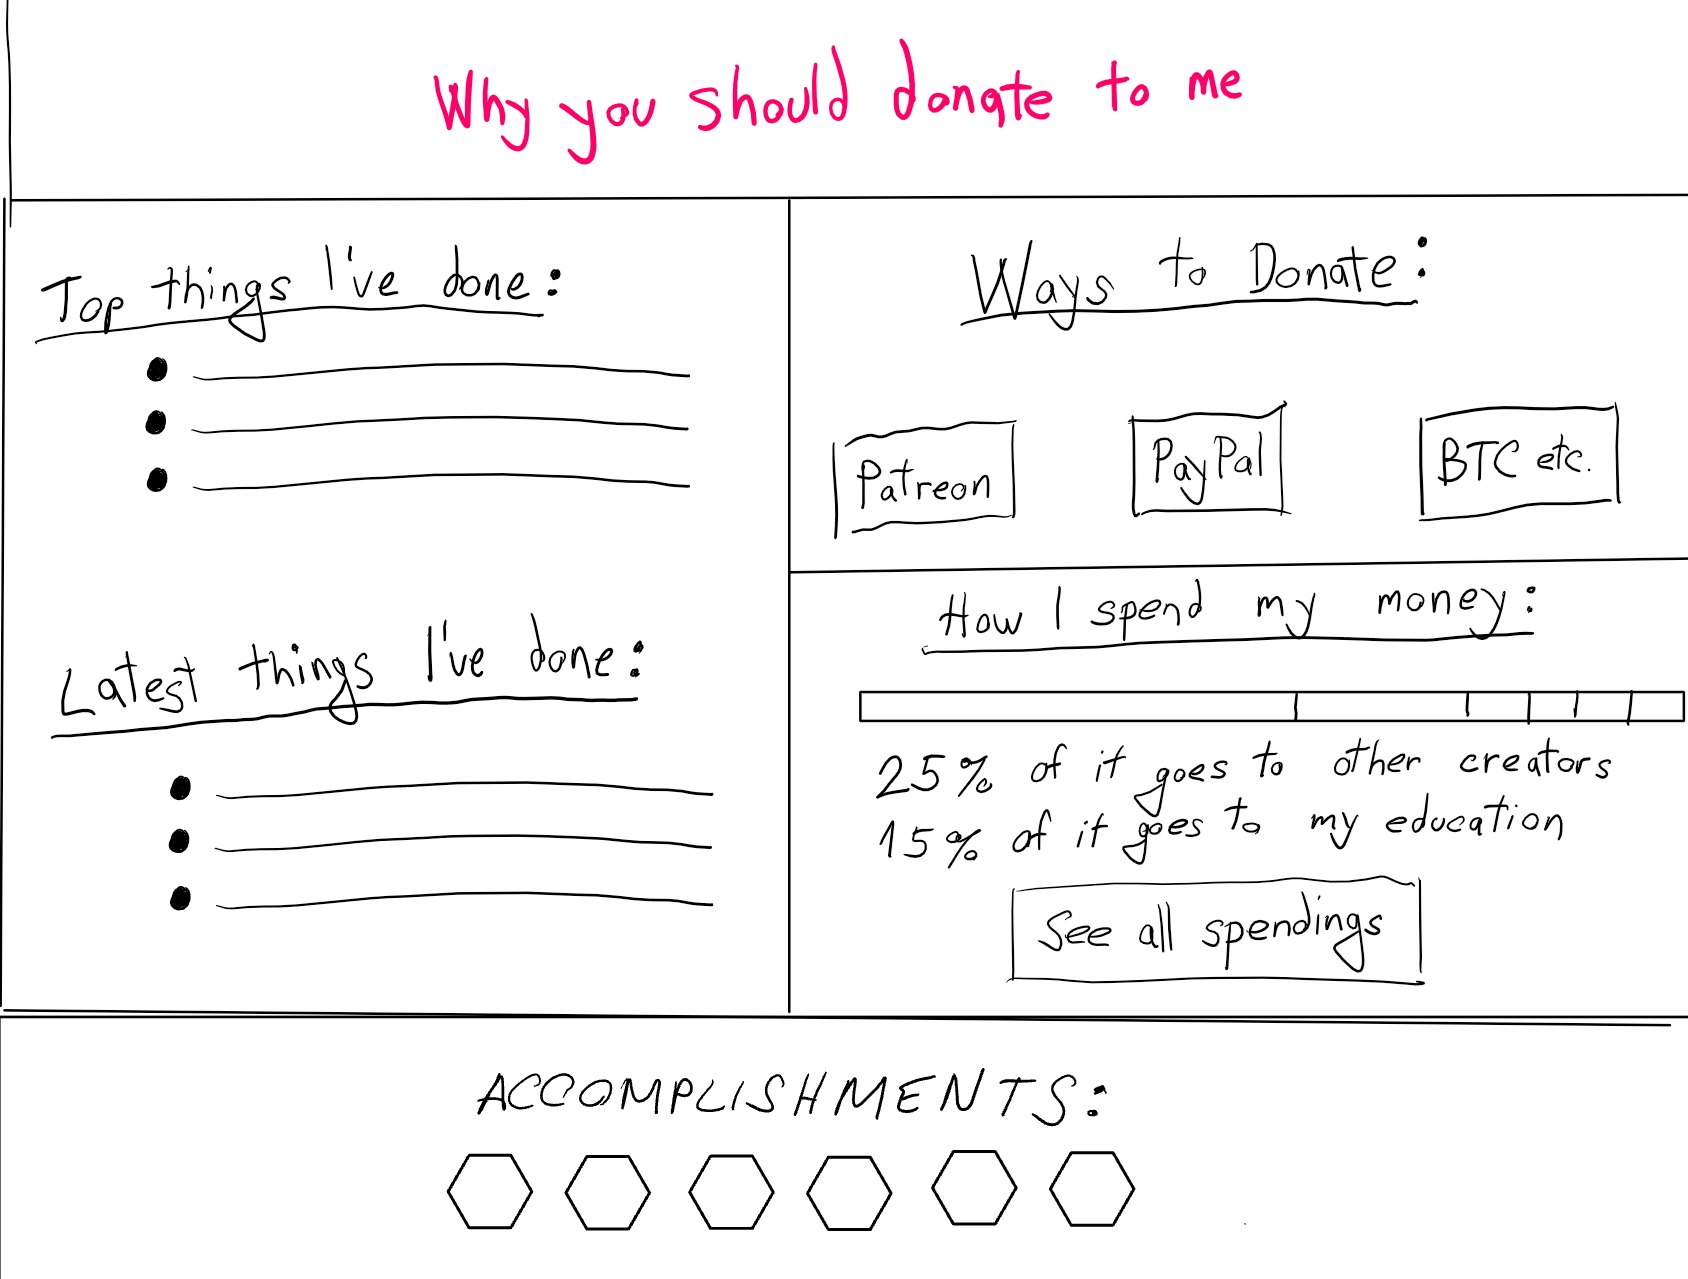 Why you should donate to me
Top things I've done:
Latest things I've done:
Ways to Donate:
Patreon
PayPal
BTC etc.
How I spend my money:
25% of it goes to other creators
15% of it goes to my education
See all spendings
ACCOMPLISHMENTS: